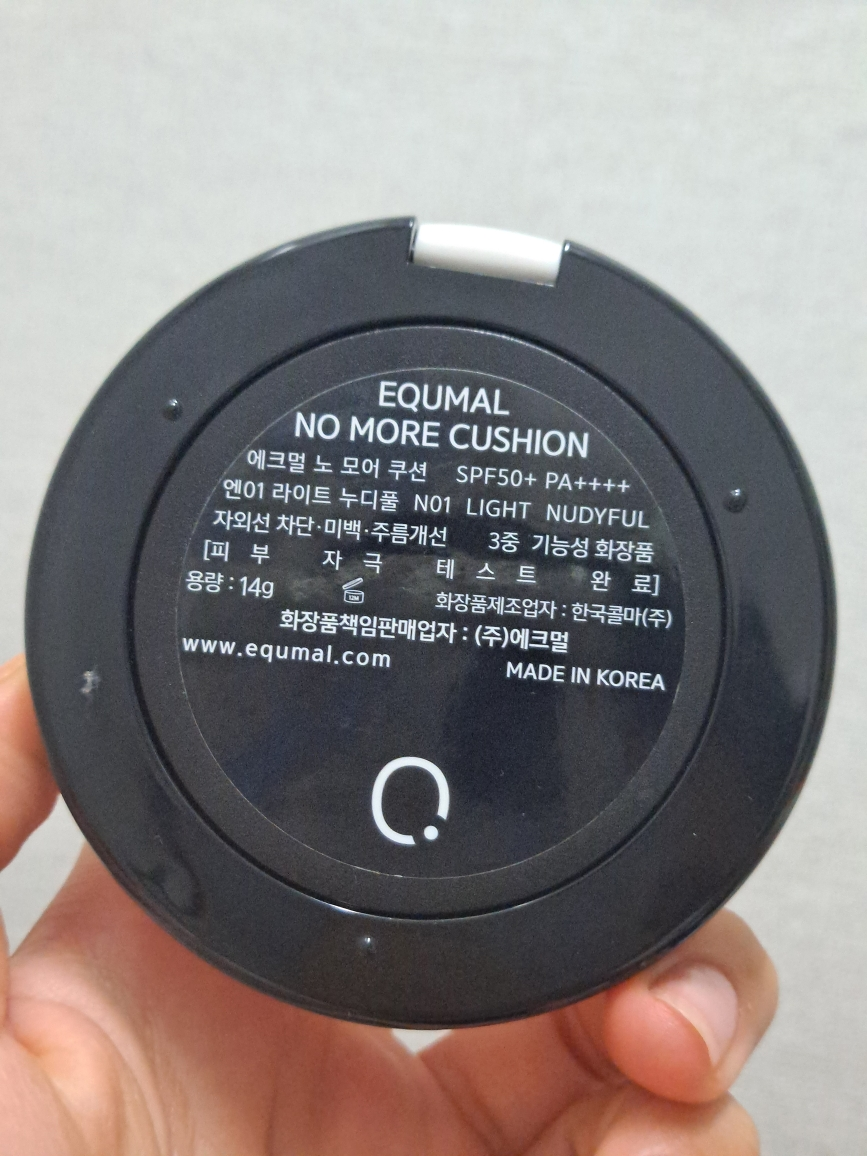 EQUMAL
NO MORE CUSHION
에크멀 노 모어 쿠션 SPF50+ PA++++
엔01 라이트 누디풀 N01 LIGHT NUDYFUL
자외선 차단·미백·주름개선 3중 기능성 화장품
[피 부 자 극 테 스 트 완 료]
용량 : 14g 12M 화장품제조업자 : 한국콜마(주)
화장품책임판매업자 : (주)에크멀
www.equmal.com MADE IN KOREA